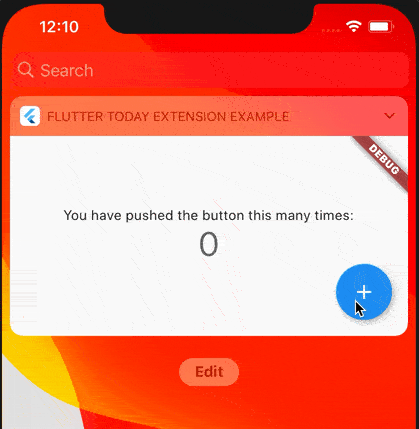 12:10
Search
FLUTTER TODAY EXTENSION EXAMPLE
DEBUG
You have pushed the button this many times:
0
Edit